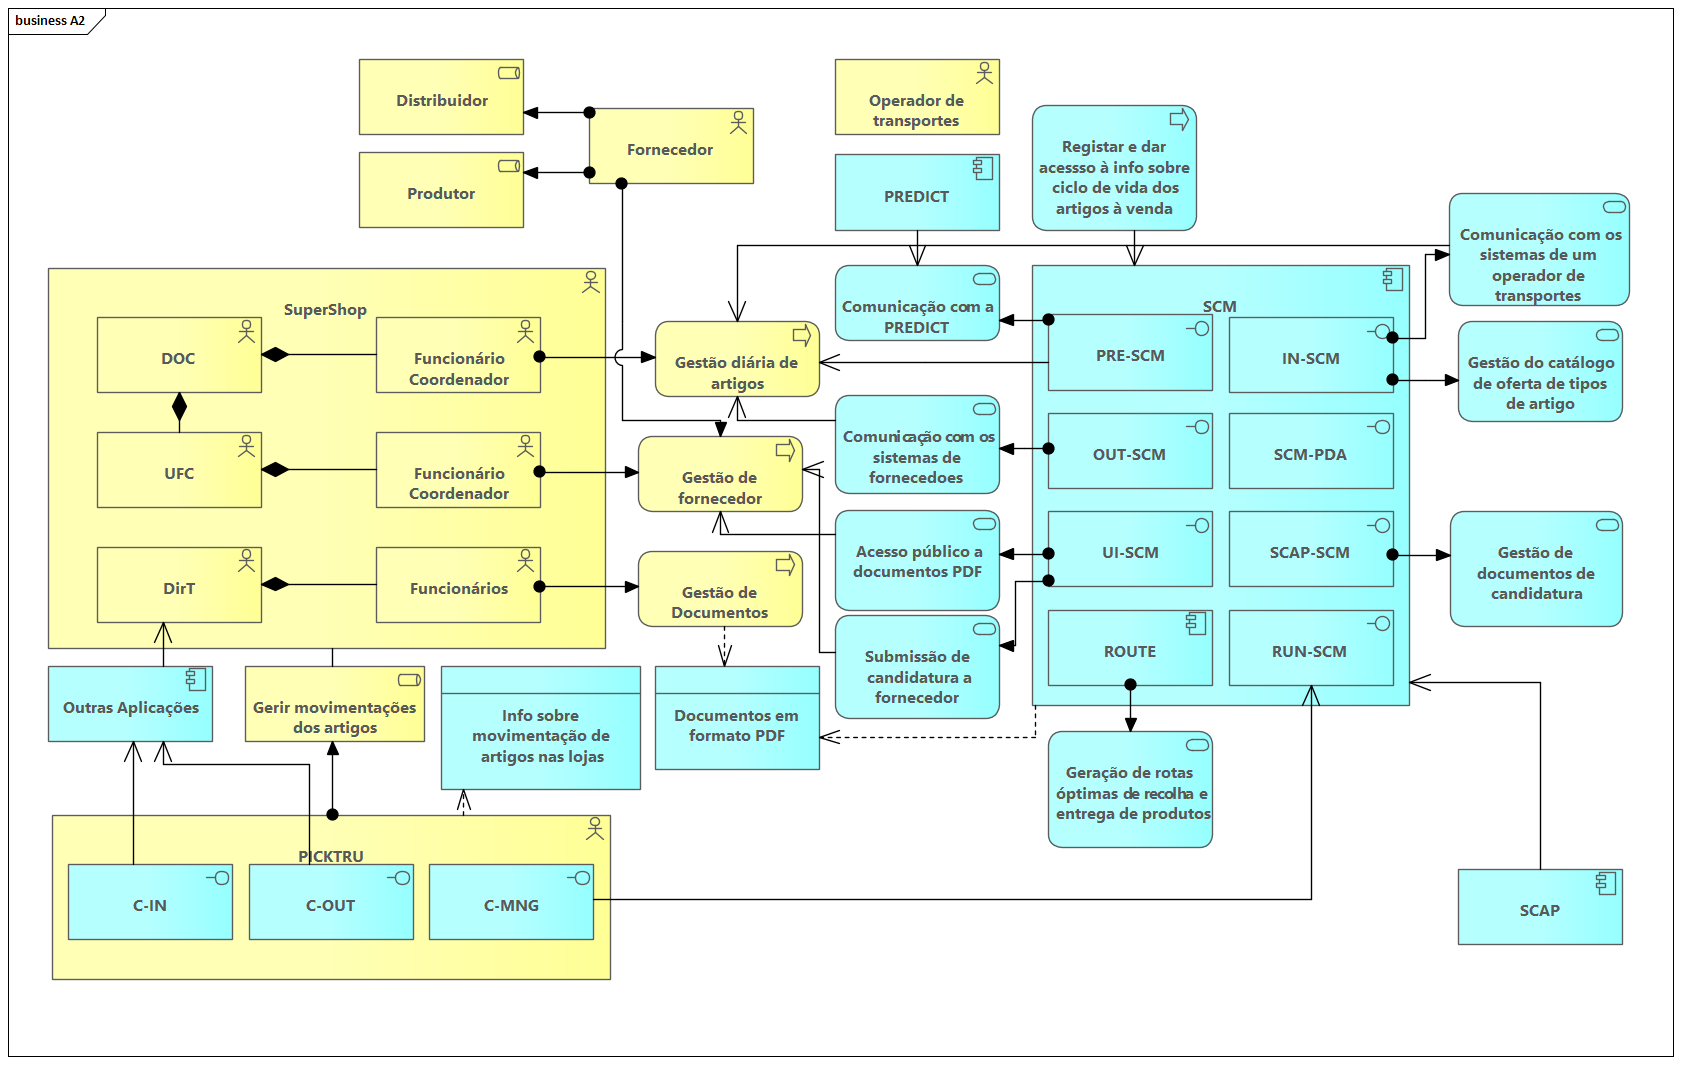 business A2
Distribuidor
Produtor
Fornecedor
Operador de
transportes
PREDICT
Registar e dar
acessso à info sobre
ciclo de vida dos
artigos à venda
Comunicação com os
sistemas de um
operador de
transportes
SuperShop
DOC
Funcionário
Coordenador
UFC
Funcionário
Coordenador
DirT
Funcionários
Gestão diária de
artigos
Gestão de
fornecedor
Gestão de
Documentos
Comunicação com a
PREDICT
Comunicação com os
sistemas de
fornecedoes
Acesso público a
documentos PDF
Submissão de
candidatura a
fornecedor
SCM
PRE-SCM
IN-SCM
OUT-SCM
SCM-PDA
UI-SCM
SCAP-SCM
ROUTE
RUN-SCM
Gestão do catálogo
de oferta de tipos
de artigo
Gestão de
documentos de
candidatura
Outras Aplicações
Gerir movimentações
dos artigos
Info sobre
movimentação de
artigos nas lojas
Documentos em
formato PDF
Geração de rotas
óptimas de recolha e
entrega de produtos
PICKTRU
C-IN
C-OUT
C-MNG
SCAP